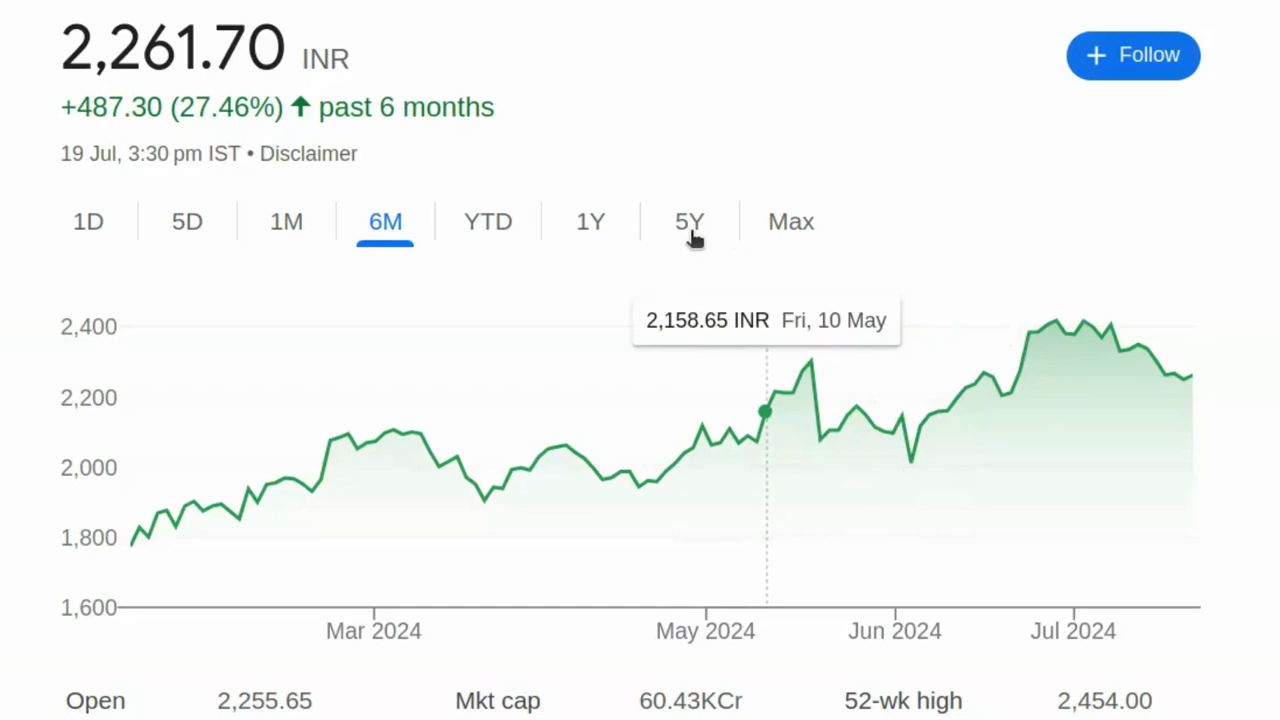 2,261.70 INR
+ Follow
+487.30 (27.46%) ↑ past 6 months
19 Jul, 3:30 pm IST • Disclaimer
1D 5D 1M 6M YTD 1Y 5Y Max
2,158.65 INR Fri, 10 May
2,400
2,200
2,000
1,800
1,600
Mar 2024 May 2024 Jun 2024 Jul 2024
Open 2,255.65 Mkt cap 60.43KCr 52-wk high 2,454.00